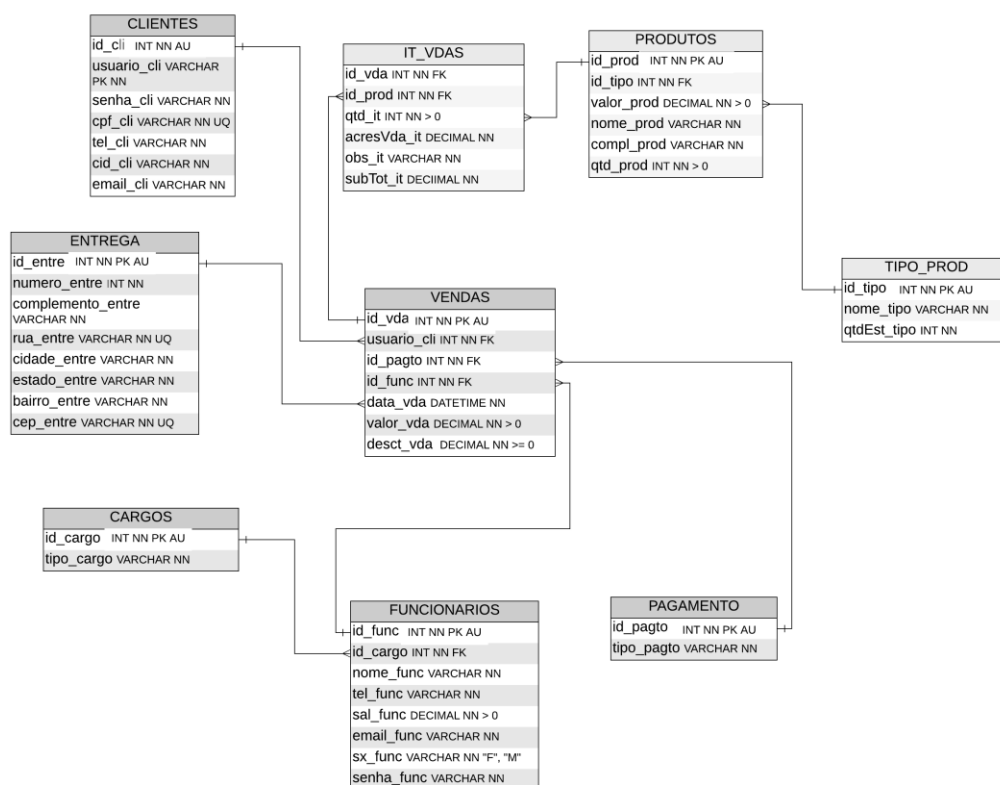 CLIENTES
id_cli INT NN AU
usuario_cli VARCHAR
PK NN
senha_cli VARCHAR NN
cpf_cli VARCHAR NN UQ
tel_cli VARCHAR NN
cid_cli VARCHAR NN
email_cli VARCHAR NN
IT_VDAS
id_vda INT NN FK
id_prod INT NN FK
qtd_it INT NN > 0
acresVda_it DECIMAL NN
obs_it VARCHAR NN
subTot_it DECIIMAL NN
PRODUTOS
id_prod INT NN PK AU
id_tipo INT NN FK
valor_prod DECIMAL NN > 0
nome_prod VARCHAR NN
compl_prod VARCHAR NN
qtd_prod INT NN > 0
ENTREGA
id_entre INT NN PK AU
numero_entre INT NN
complemento_entre
VARCHAR NN
rua_entre VARCHAR NN UQ
cidade_entre VARCHAR NN
estado_entre VARCHAR NN
bairro_entre VARCHAR NN
cep_entre VARCHAR NN UQ
VENDAS
id_vda INT NN PK AU
usuario_cli INT NN FK
id_pagto INT NN FK
id_func INT NN FK
data_vda DATETIME NN
valor_vda DECIMAL NN > 0
desct_vda DECIMAL NN >= 0
TIPO_PROD
id_tipo INT NN PK AU
nome_tipo VARCHAR NN
qtdEst_tipo INT NN
CARGOS
id_cargo INT NN PK AU
tipo_cargo VARCHAR NN
FUNCIONARIOS
id_func INT NN PK AU
id_cargo INT NN FK
nome_func VARCHAR NN
tel_func VARCHAR NN
sal_func DECIMAL NN > 0
email_func VARCHAR NN
sx_func VARCHAR NN "F", "M"
senha_func VARCHAR NN
PAGAMENTO
id_pagto INT NN PK AU
tipo_pagto VARCHAR NN